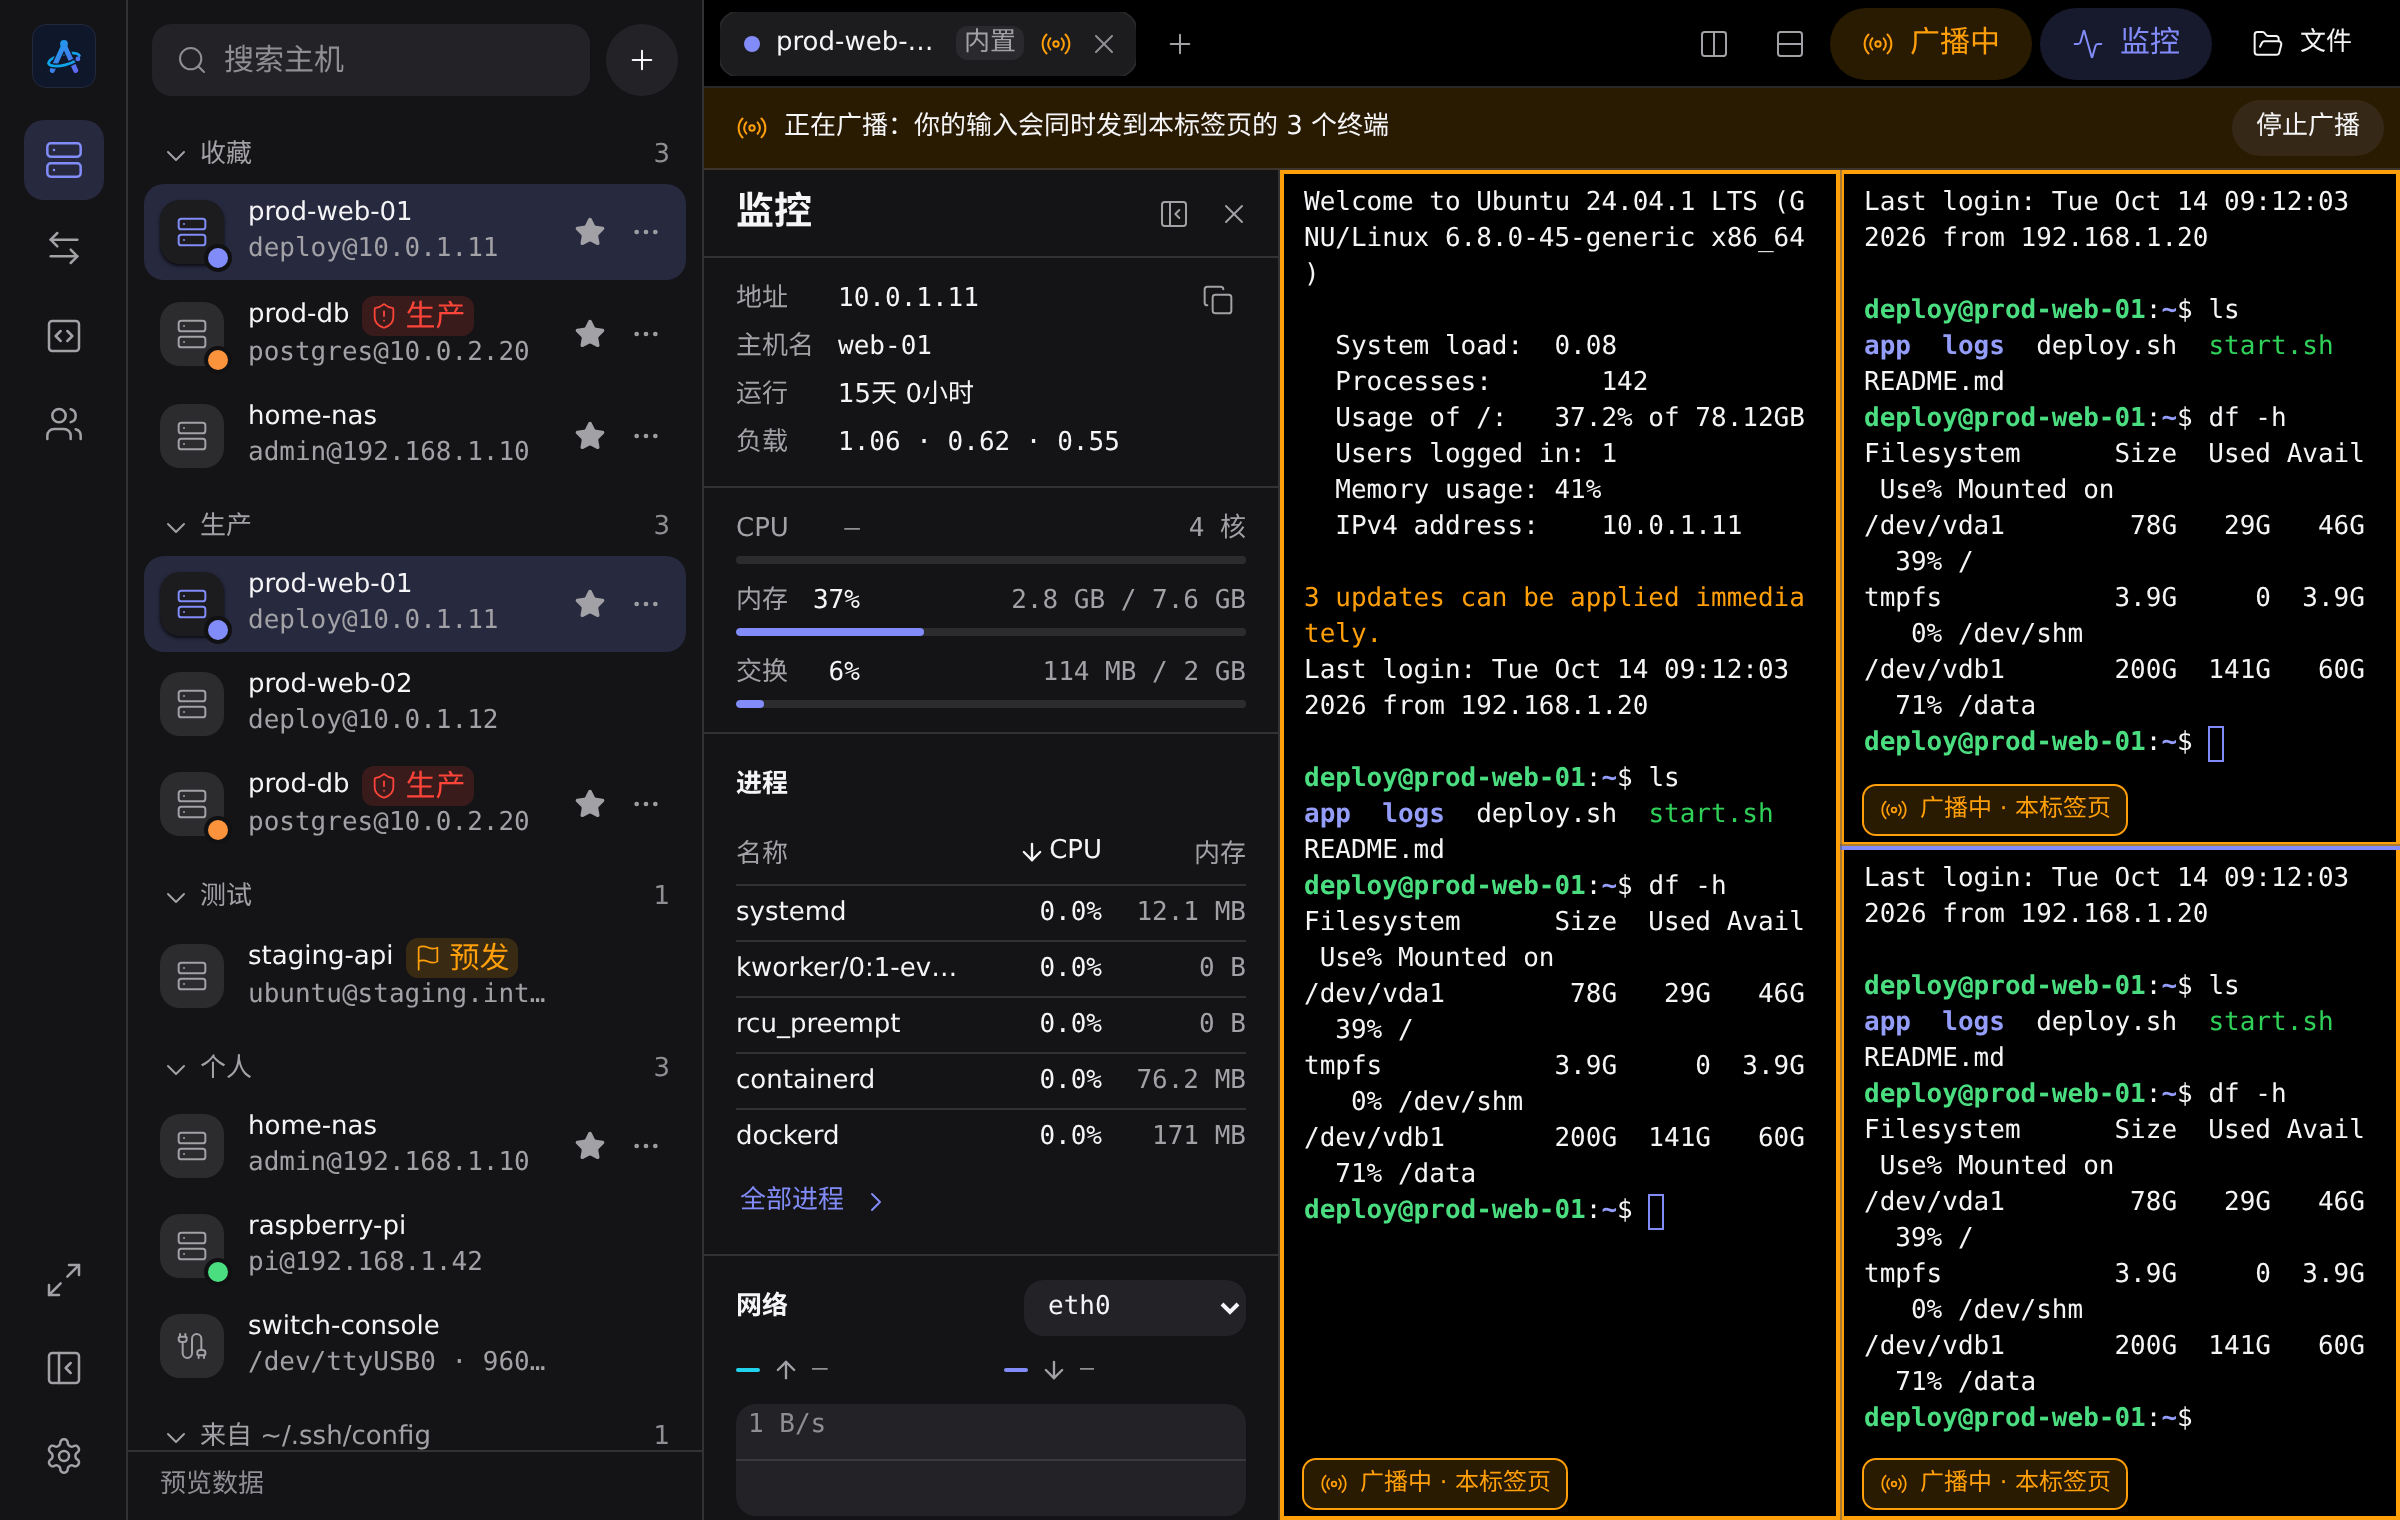 搜索主机
收藏 3
prod-web-01
deploy@10.0.1.11
prod-db 生产
postgres@10.0.2.20
home-nas
admin@192.168.1.10
生产 3
prod-web-01
deploy@10.0.1.11
prod-web-02
deploy@10.0.1.12
prod-db 生产
postgres@10.0.2.20
测试 1
staging-api 预发
ubuntu@staging.int…
个人 3
home-nas
admin@192.168.1.10
raspberry-pi
pi@192.168.1.42
switch-console
/dev/ttyUSB0 · 960…
来自 ~/.ssh/config 1
预览数据
prod-web-… 内置
广播中 监控 文件
正在广播：你的输入会同时发到本标签页的 3 个终端 停止广播
监控
地址 10.0.1.11
主机名 web-01
运行 15天 0小时
负载 1.06 · 0.62 · 0.55
CPU — 4 核
内存 37% 2.8 GB / 7.6 GB
交换 6% 114 MB / 2 GB
进程
名称 CPU 内存
systemd 0.0% 12.1 MB
kworker/0:1-ev… 0.0% 0 B
rcu_preempt 0.0% 0 B
containerd 0.0% 76.2 MB
dockerd 0.0% 171 MB
全部进程
网络 eth0
— —
1 B/s
Welcome to Ubuntu 24.04.1 LTS (G
NU/Linux 6.8.0-45-generic x86_64
)
System load: 0.08
Processes: 142
Usage of /: 37.2% of 78.12GB
Users logged in: 1
Memory usage: 41%
IPv4 address: 10.0.1.11
3 updates can be applied immedia
tely.
Last login: Tue Oct 14 09:12:03
2026 from 192.168.1.20
deploy@prod-web-01:~$ ls
app logs deploy.sh start.sh
README.md
deploy@prod-web-01:~$ df -h
Filesystem Size Used Avail
Use% Mounted on
/dev/vda1 78G 29G 46G
39% /
tmpfs 3.9G 0 3.9G
0% /dev/shm
/dev/vdb1 200G 141G 60G
71% /data
deploy@prod-web-01:~$
广播中 · 本标签页
Last login: Tue Oct 14 09:12:03
2026 from 192.168.1.20
deploy@prod-web-01:~$ ls
app logs deploy.sh start.sh
README.md
deploy@prod-web-01:~$ df -h
Filesystem Size Used Avail
Use% Mounted on
/dev/vda1 78G 29G 46G
39% /
tmpfs 3.9G 0 3.9G
0% /dev/shm
/dev/vdb1 200G 141G 60G
71% /data
deploy@prod-web-01:~$
广播中 · 本标签页
Last login: Tue Oct 14 09:12:03
2026 from 192.168.1.20
deploy@prod-web-01:~$ ls
app logs deploy.sh start.sh
README.md
deploy@prod-web-01:~$ df -h
Filesystem Size Used Avail
Use% Mounted on
/dev/vda1 78G 29G 46G
39% /
tmpfs 3.9G 0 3.9G
0% /dev/shm
/dev/vdb1 200G 141G 60G
71% /data
deploy@prod-web-01:~$
广播中 · 本标签页